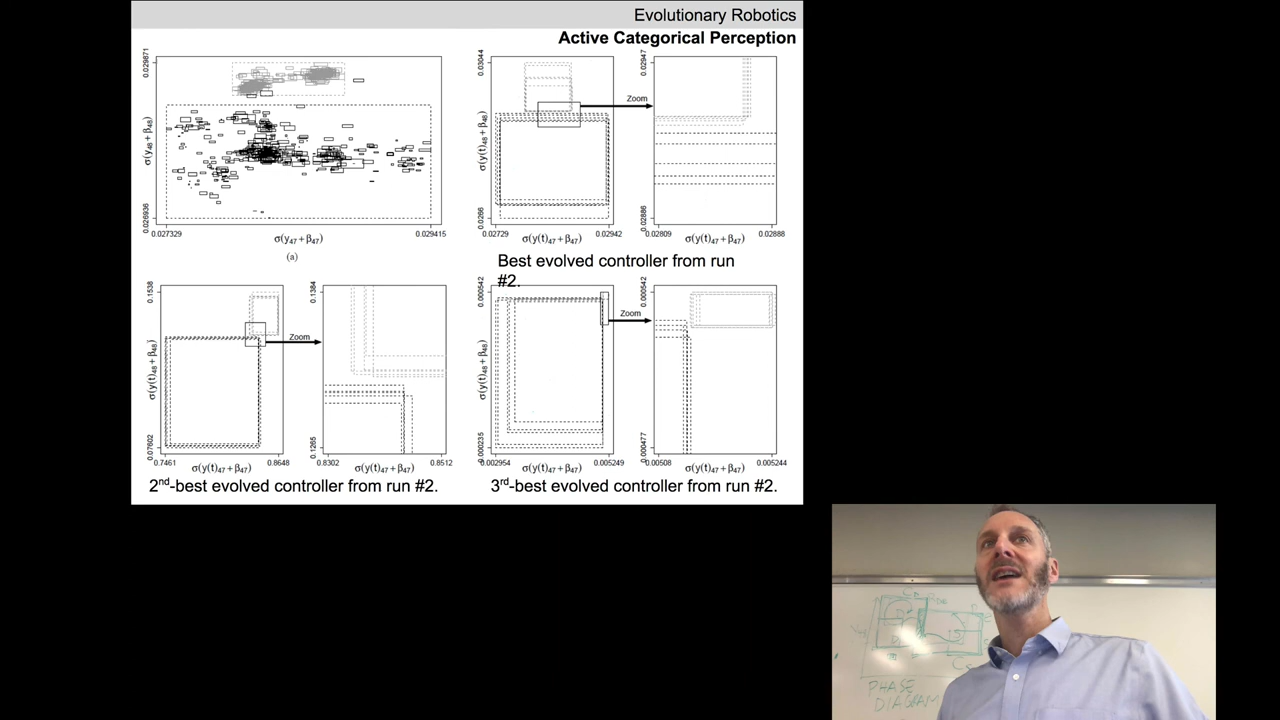 Evolutionary Robotics
Active Categorical Perception
0.029871
σ(y48+β48)
0.026936
0.027329
0.029415
σ(y47+β47)
(a)
0.03044
σ(y(t)48+β48)
0.0266
0.02729
0.02942
σ(y(t)47+β47)
Zoom
0.02947
0.02886
0.02809
0.02888
σ(y(t)47+β47)
Best evolved controller from run
#2.
0.1538
σ(y(t)48+β48)
0.07602
0.7461
0.8648
σ(y(t)47+β47)
Zoom
0.1384
0.1265
0.8302
0.8512
σ(y(t)47+β47)
2nd-best evolved controller from run #2.
0.000542
σ(y(t)48+β48)
0.000235
0.002954
0.005249
σ(y(t)47+β47)
Zoom
0.000542
0.000477
0.00508
0.005244
σ(y(t)47+β47)
3rd-best evolved controller from run #2.
PHASE
DIAGRAM